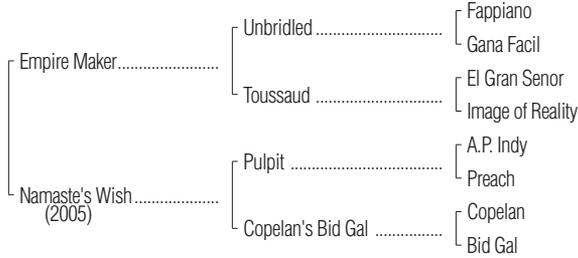 Fappiano
Unbridled
Gana Facil
Empire Maker
El Gran Senor
Toussaud
Image of Reality
A.P. Indy
Pulpit
Preach
Namaste's Wish
(2005)
Copelan
Copelan's Bid Gal
Bid Gal